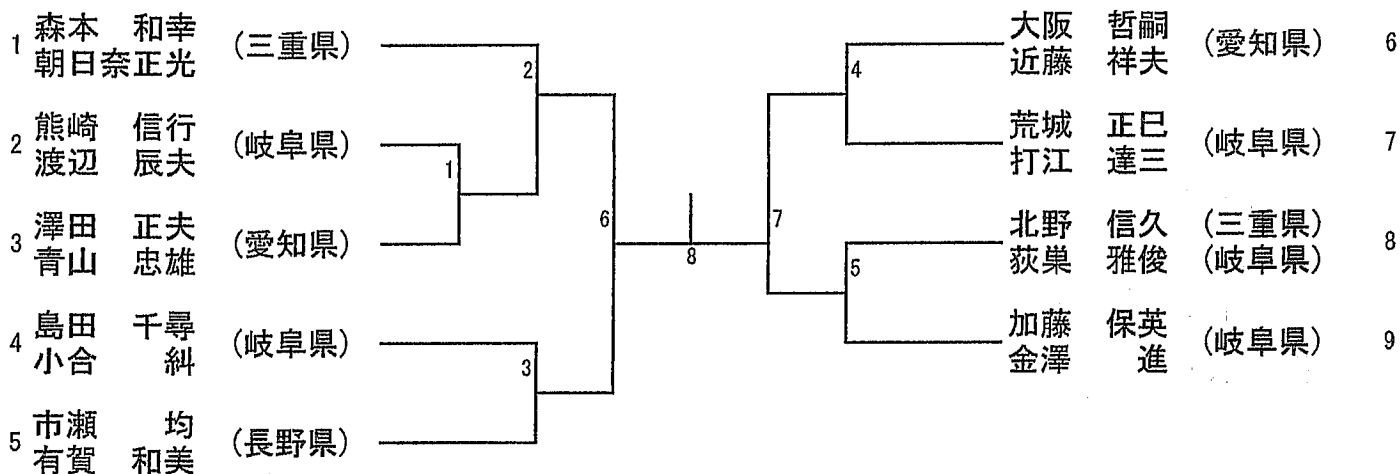 1 森本 和幸 (三重県)
朝日奈正光
2 熊崎 信行 (岐阜県)
渡辺 辰夫
3 澤田 正夫 (愛知県)
青山 忠雄
4 島田 千尋 (岐阜県)
小合 糾
5 市瀬 均 (長野県)
有賀 和美
2
1
6
3
8
4
7
5
大阪 哲嗣 (愛知県) 6
近藤 祥夫
荒城 正巳 (岐阜県) 7
打江 達三
北野 信久 (三重県) 8
荻巣 雅俊 (岐阜県)
加藤 保英 (岐阜県) 9
金澤 進